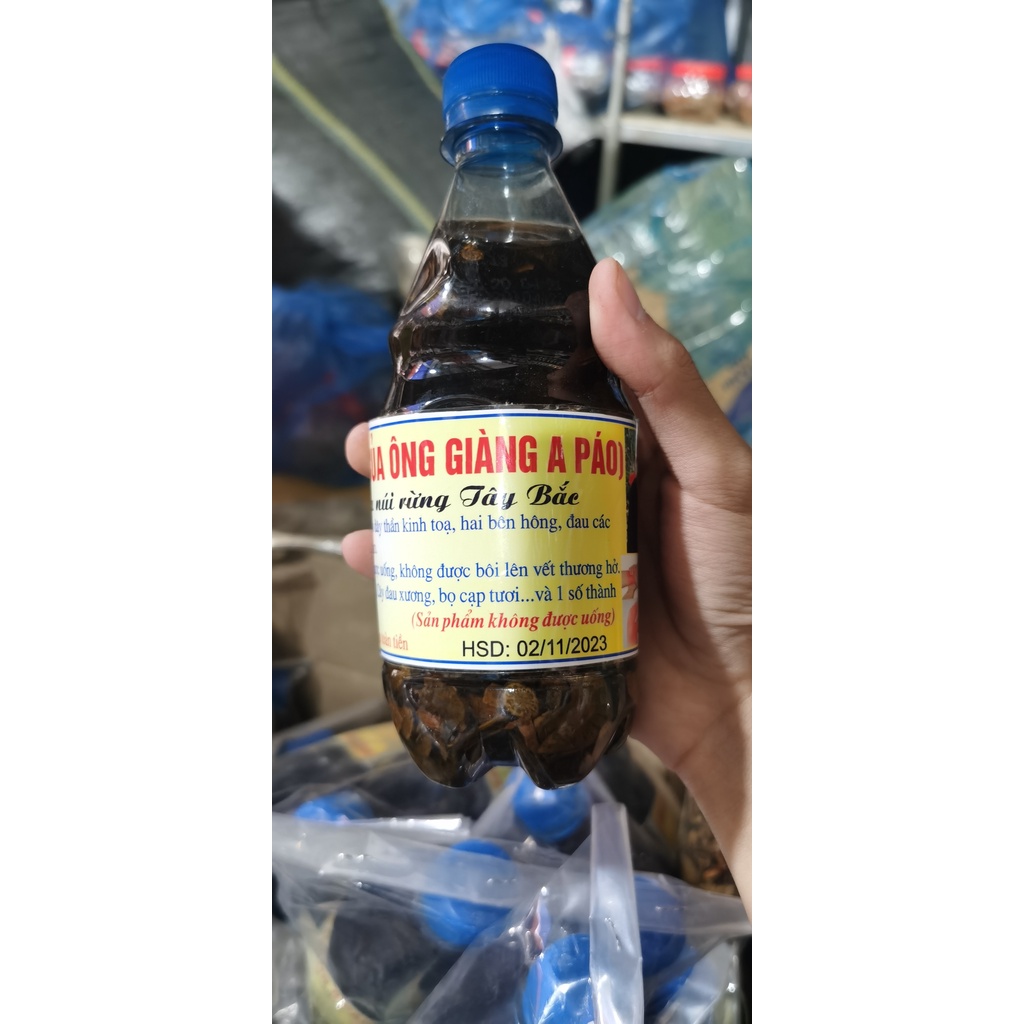 ÔNG GIÀNG A PÁO)
núi rừng Tây Bắc
thần kinh toạ, hai bên hông, đau các
uống, không được bôi lên vết thương hở.
đau xương, bọ cạp tươi...và 1 số thành
(Sản phẩm không được uống)
tiền
HSD: 02/11/2023